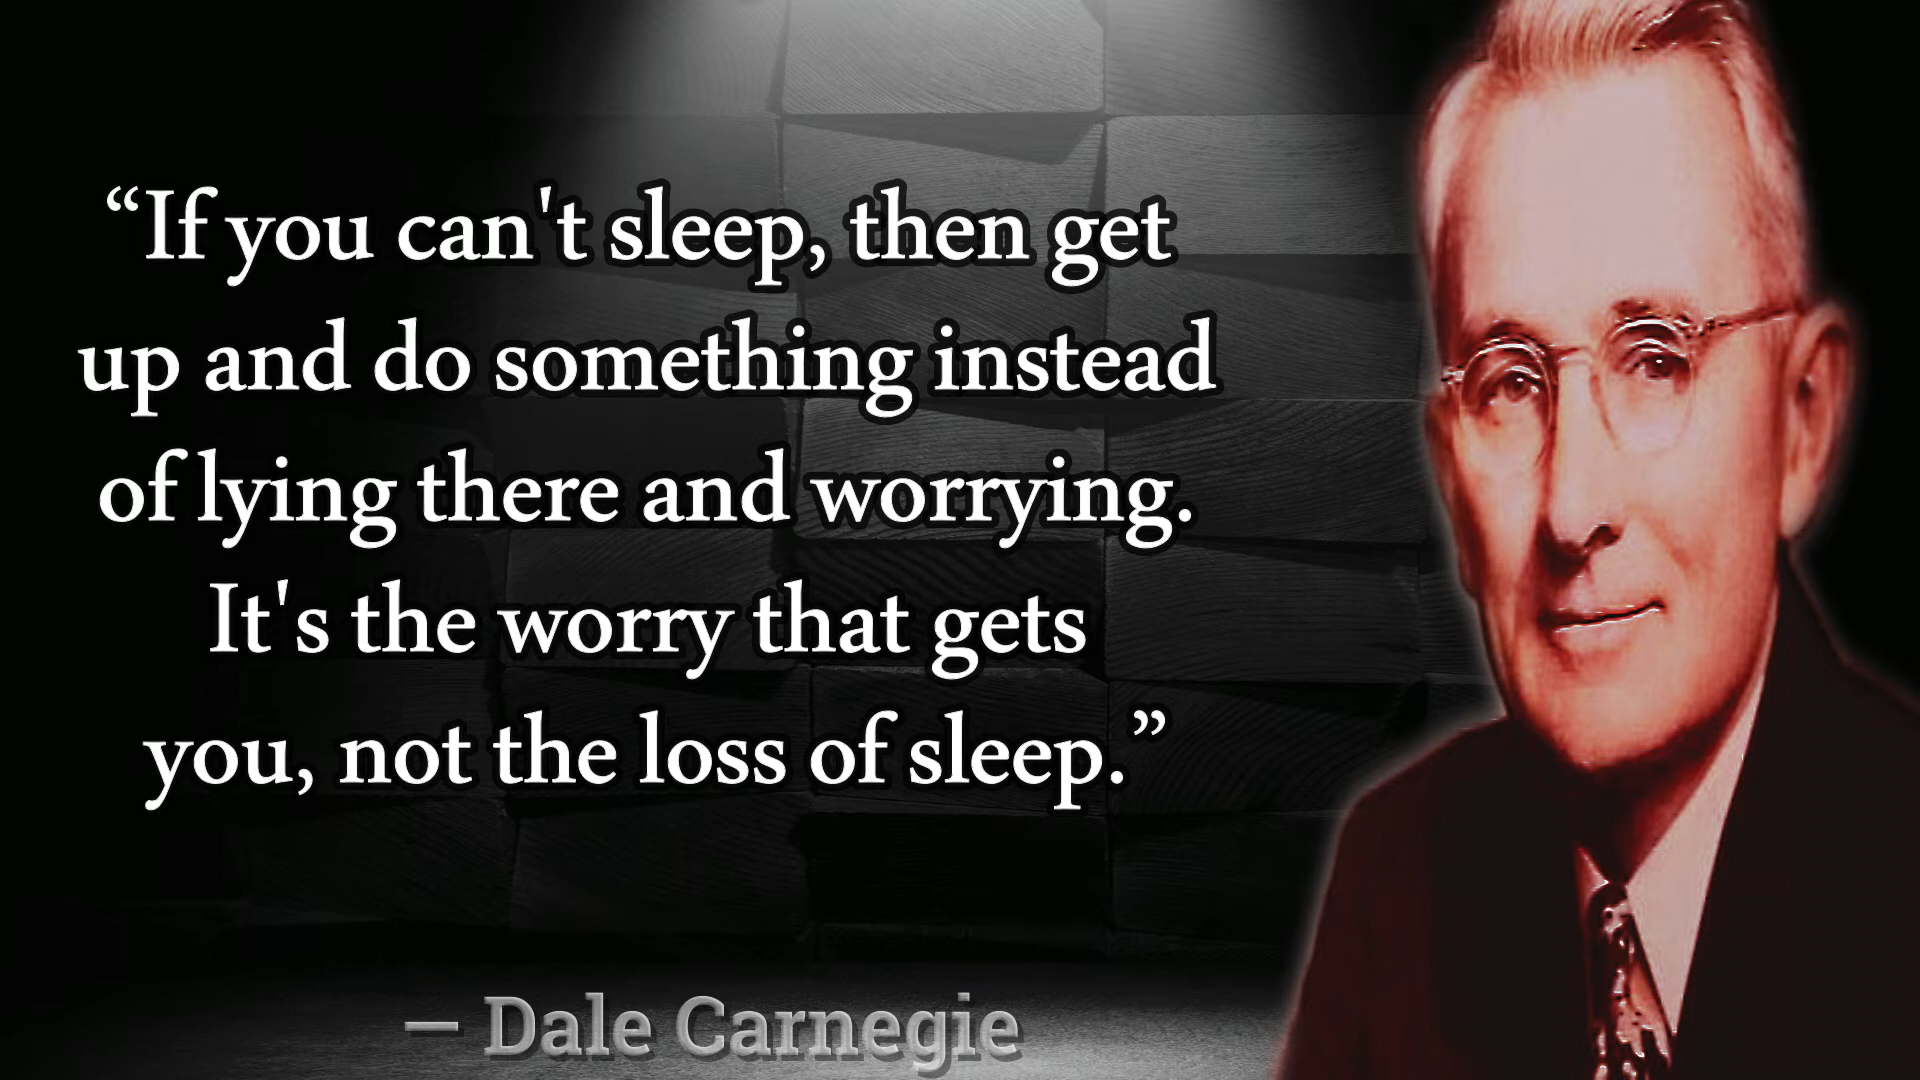 “If you can't sleep, then get
up and do something instead
of lying there and worrying.
It's the worry that gets
you, not the loss of sleep.”
— Dale Carnegie